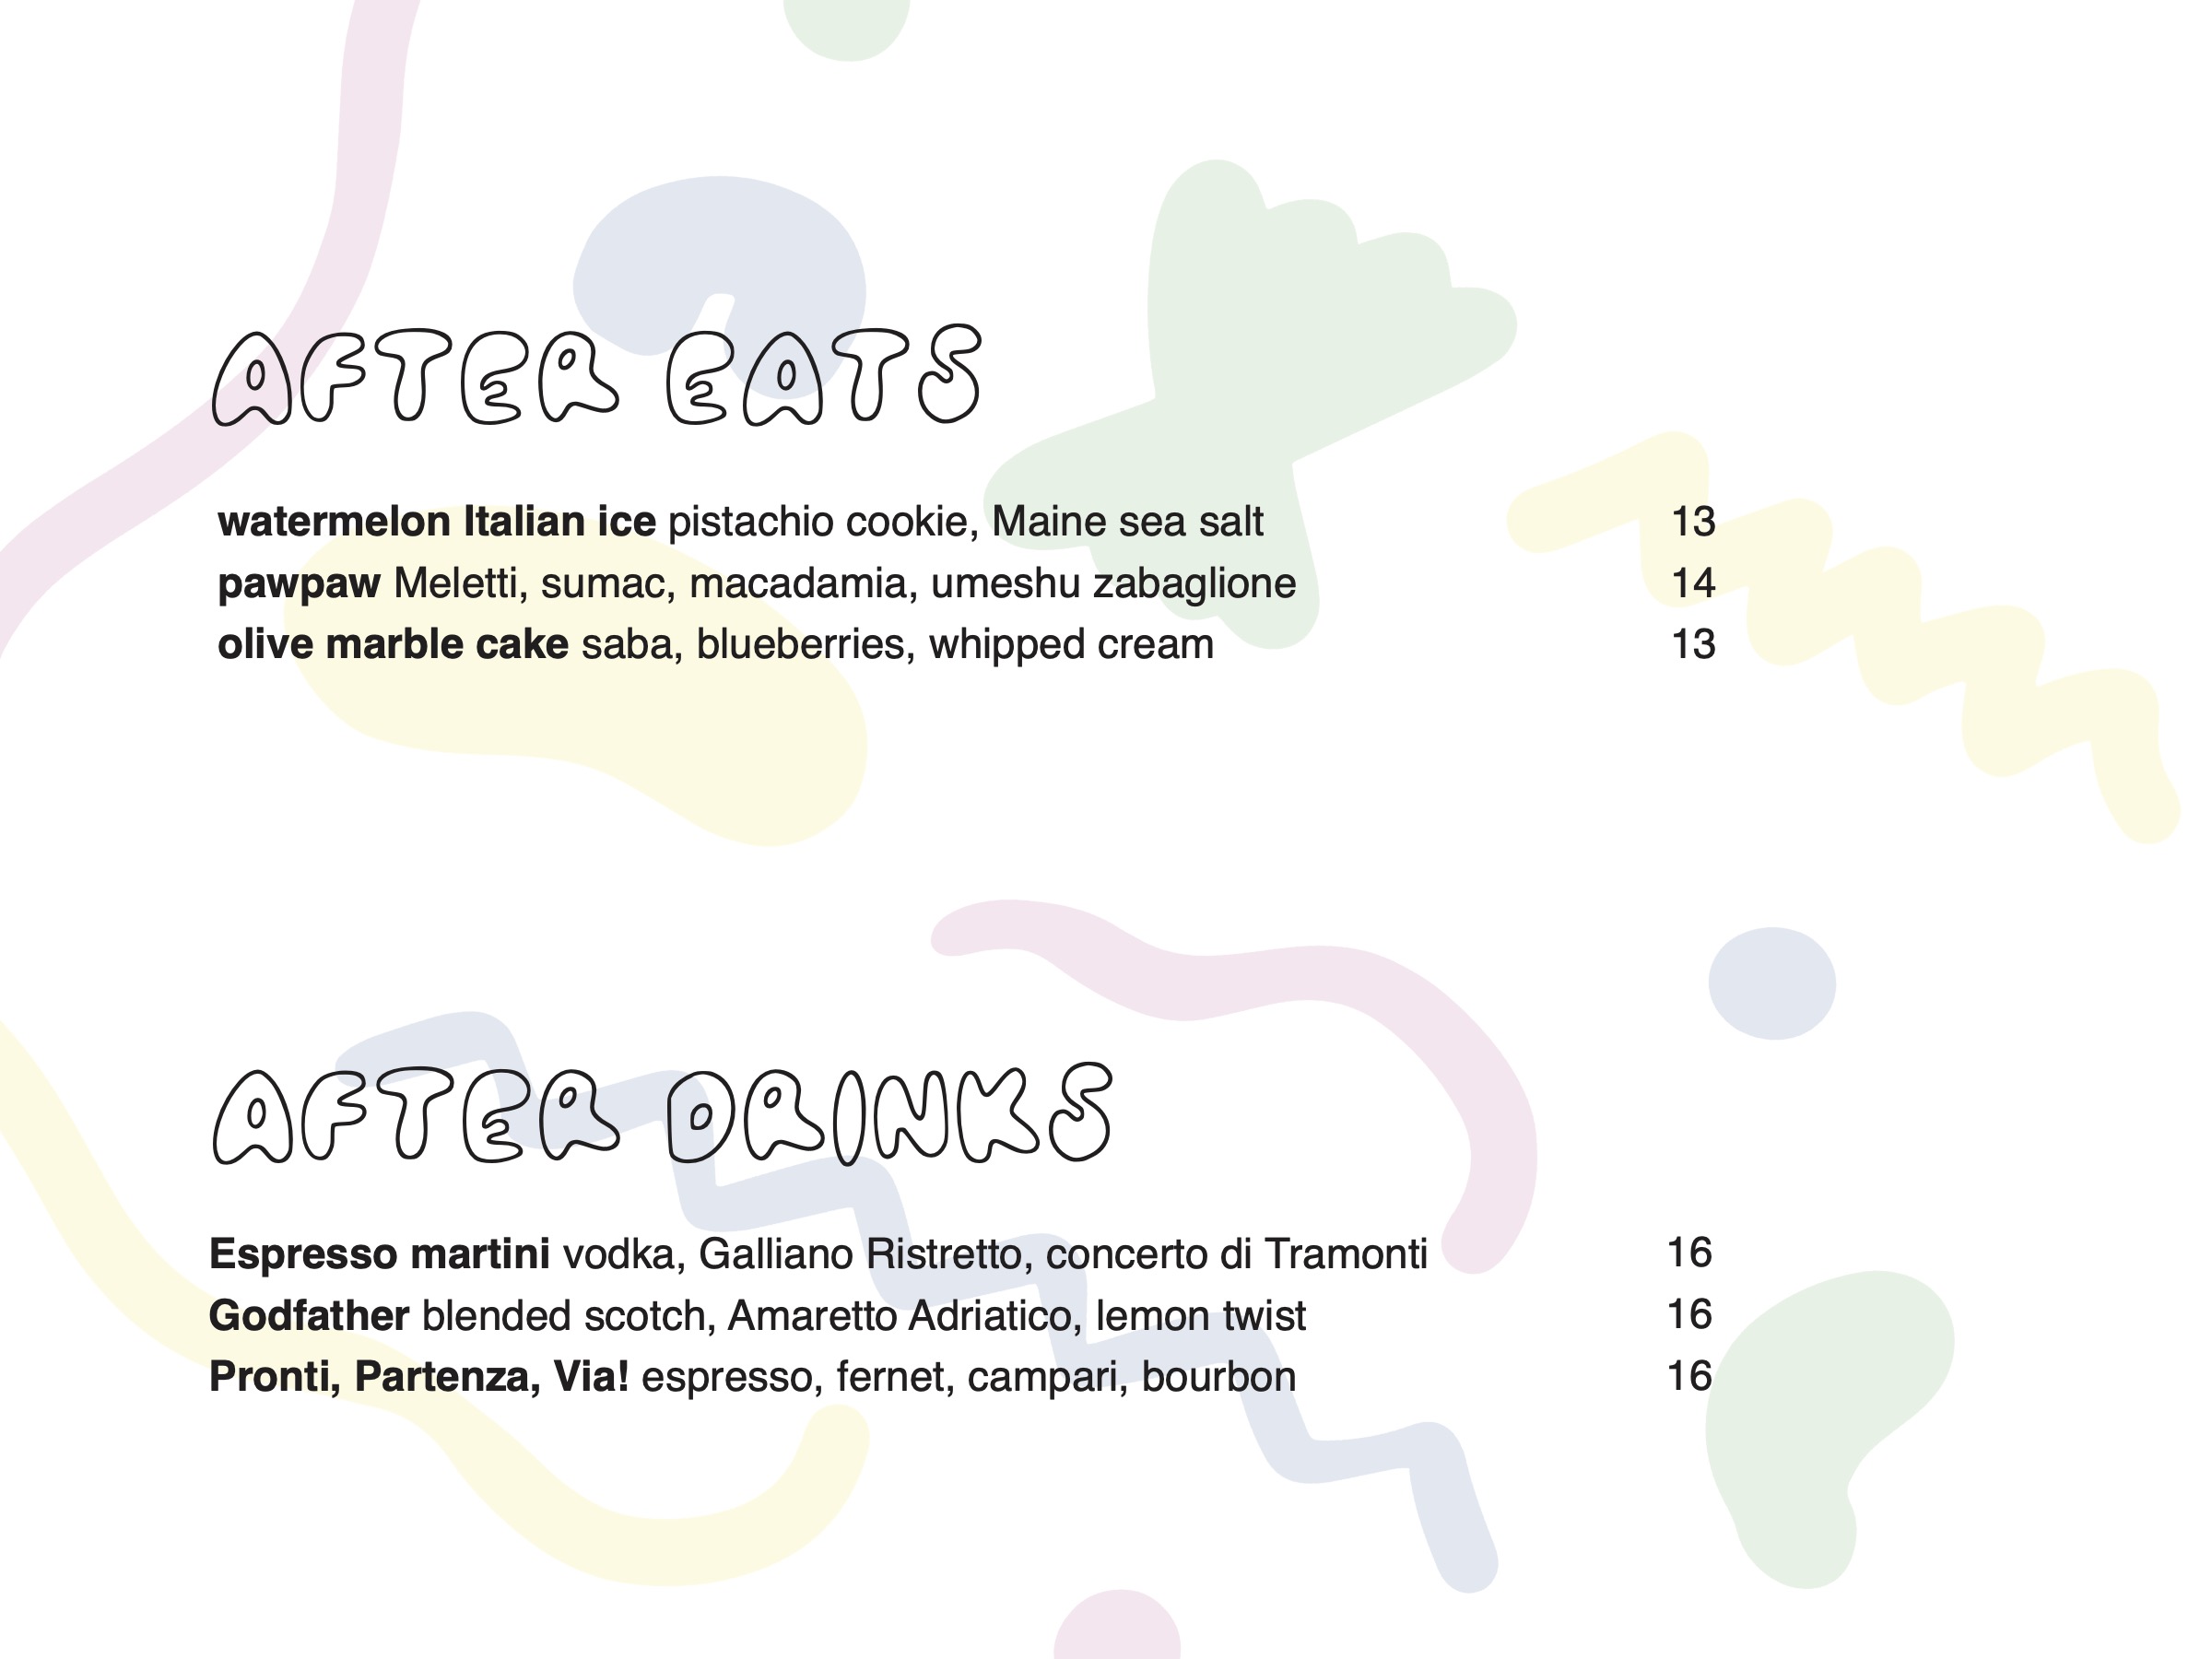 AFTER EATS
watermelon Italian ice pistachio cookie, Maine sea salt 13
pawpaw Meletti, sumac, macadamia, umeshu zabaglione 14
olive marble cake saba, blueberries, whipped cream 13
AFTER DRINKS
Espresso martini vodka, Galliano Ristretto, concerto di Tramonti 16
Godfather blended scotch, Amaretto Adriatico, lemon twist 16
Pronti, Partenza, Via! espresso, fernet, campari, bourbon 16